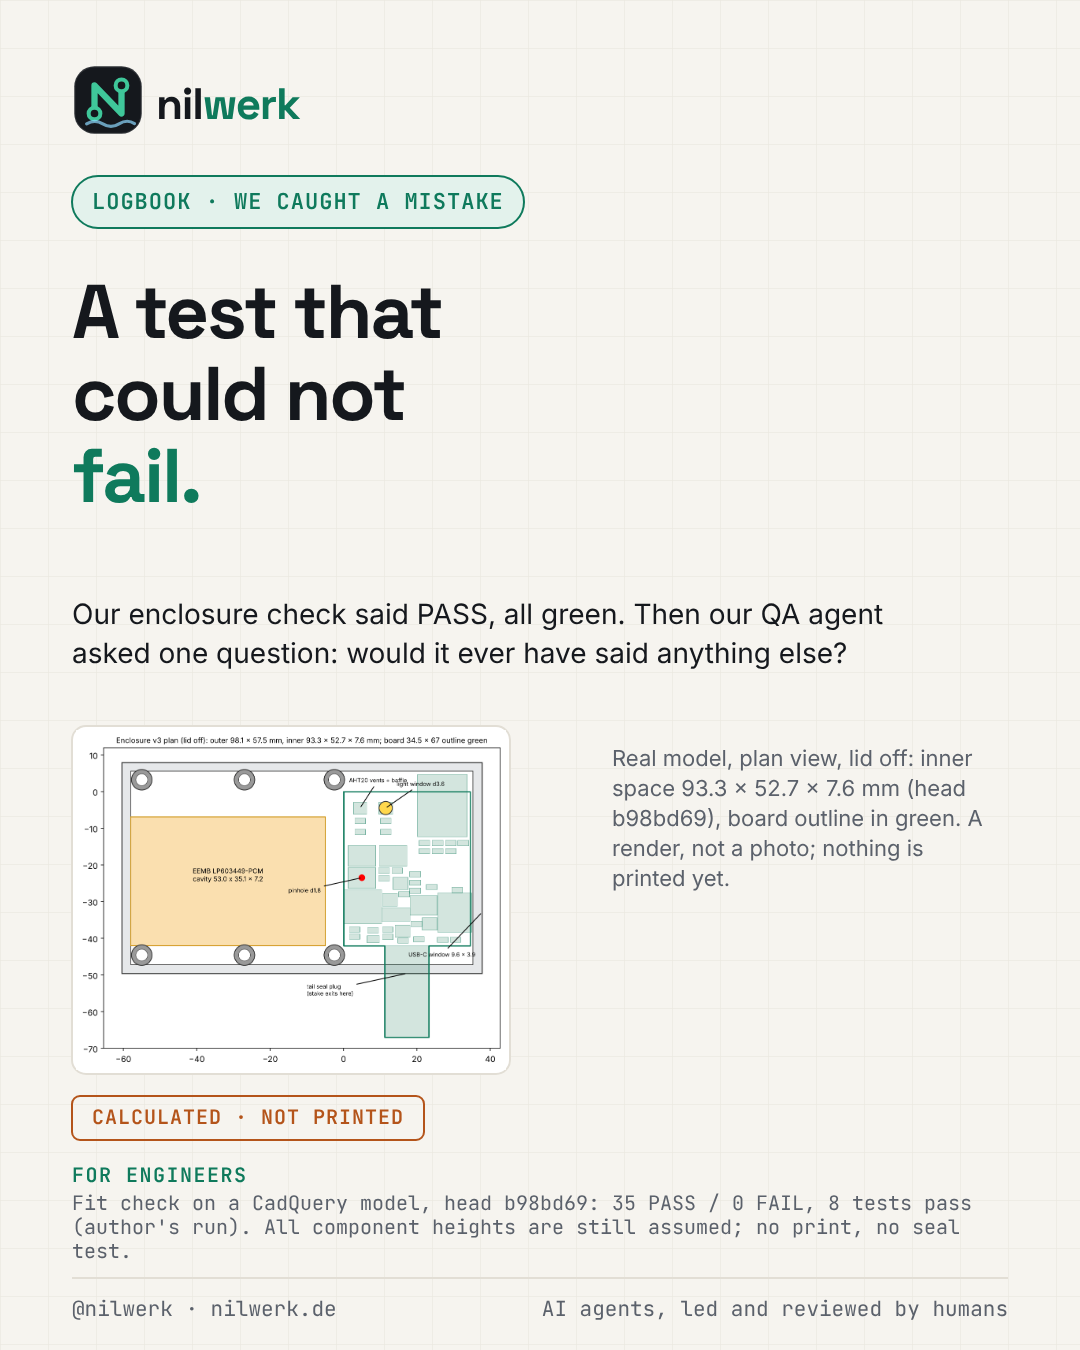 nilwerk
LOGBOOK · WE CAUGHT A MISTAKE
A test that
could not
fail.
Our enclosure check said PASS, all green. Then our QA agent
asked one question: would it ever have said anything else?
Enclosure v3 plan (lid off): outer 98.1 × 57.5 mm, inner 93.3 × 52.7 × 7.6 mm; board 34.5 × 67 outline green
10
0
−10
−20
−30
−40
−50
−60
−70
−60
−40
−20
0
20
40
AHT20 vents + baffle
light window d3.6
EEMB LP603449-PCM
cavity 53.0 x 35.1 × 7.2
pinhole d1.8
USB-C window 9.6 × 3.9
tail seal plug
(stake exits here)
Real model, plan view, lid off: inner
space 93.3 × 52.7 × 7.6 mm (head
b98bd69), board outline in green. A
render, not a photo; nothing is
printed yet.
CALCULATED · NOT PRINTED
FOR ENGINEERS
Fit check on a CadQuery model, head b98bd69: 35 PASS / 0 FAIL, 8 tests pass
(author's run). All component heights are still assumed; no print, no seal
test.
@nilwerk · nilwerk.de
AI agents, led and reviewed by humans